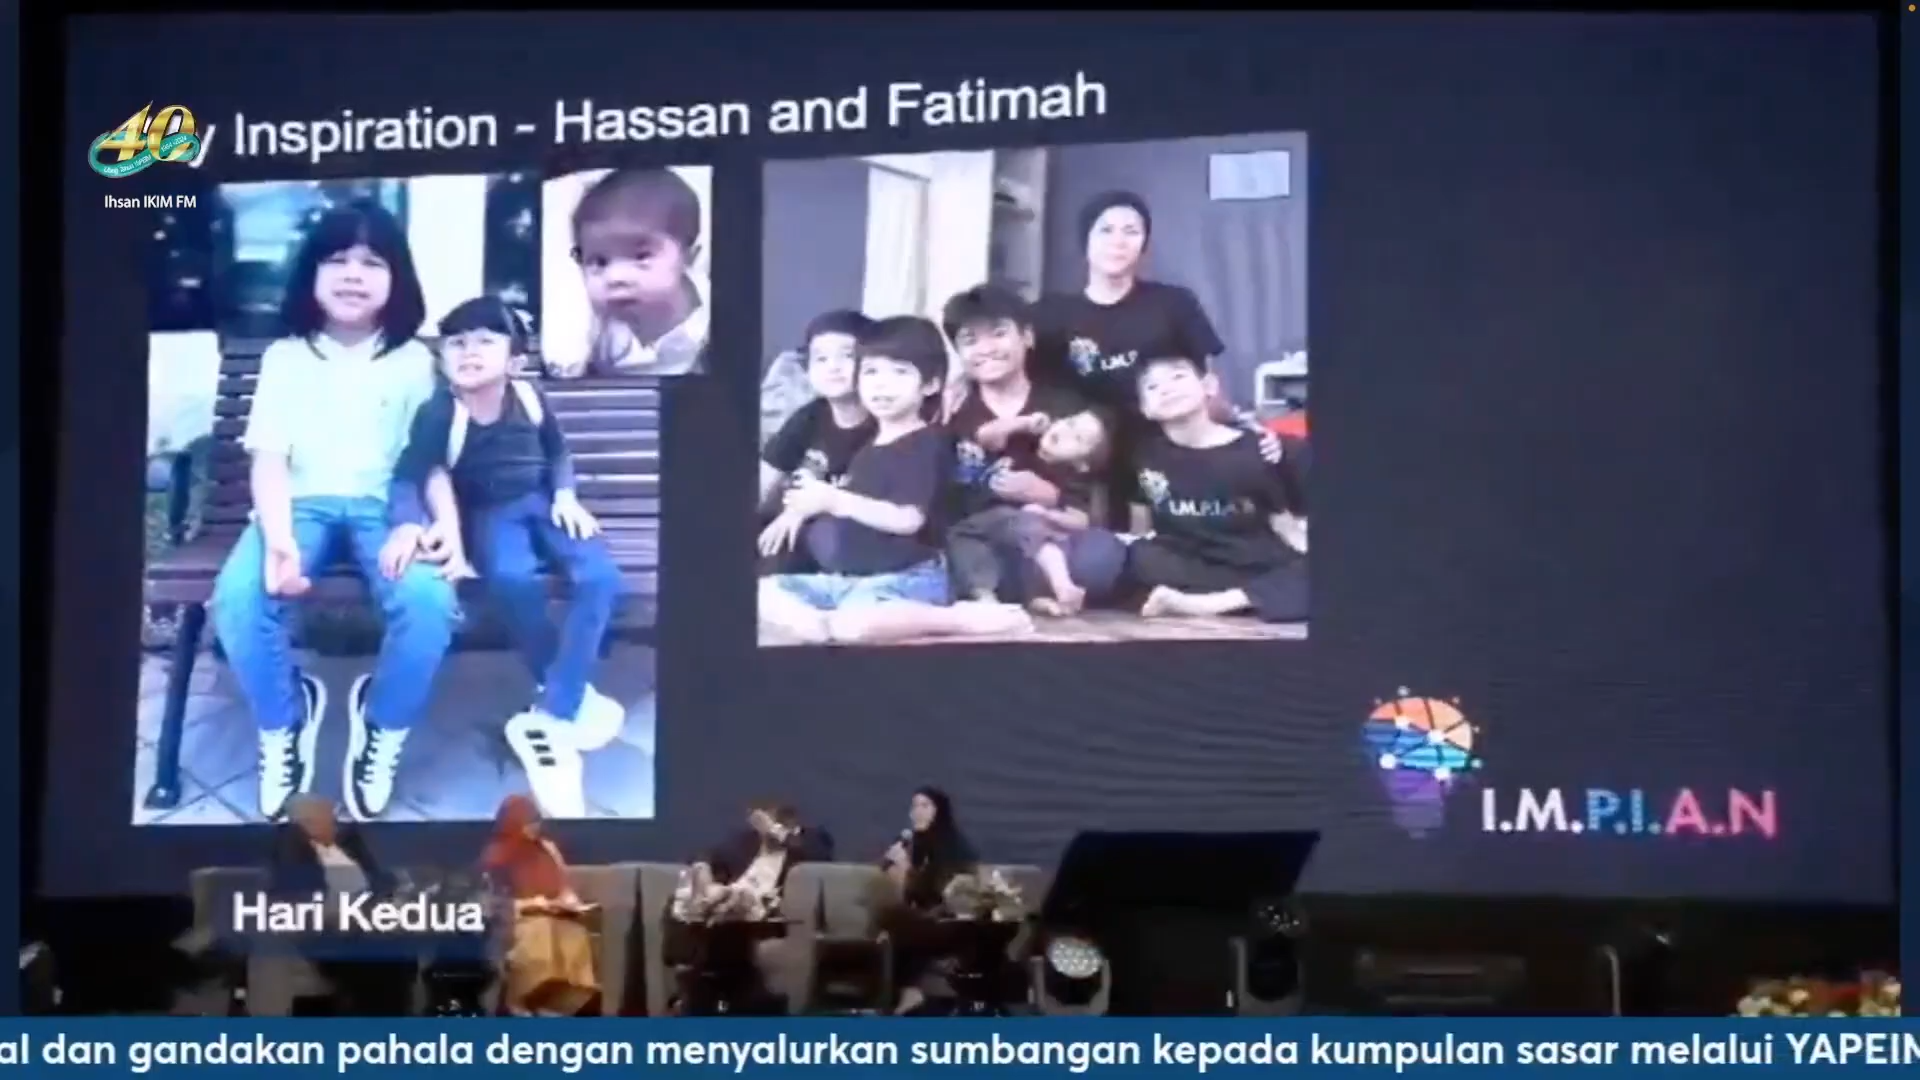 40
Ihsan IKIM FM
y Inspiration - Hassan and Fatimah
I.M.P.I.A.N
I.M.P.I.A.N
Hari Kedua
al dan gandakan pahala dengan menyalurkan sumbangan kepada kumpulan sasar melalui YAPEIM